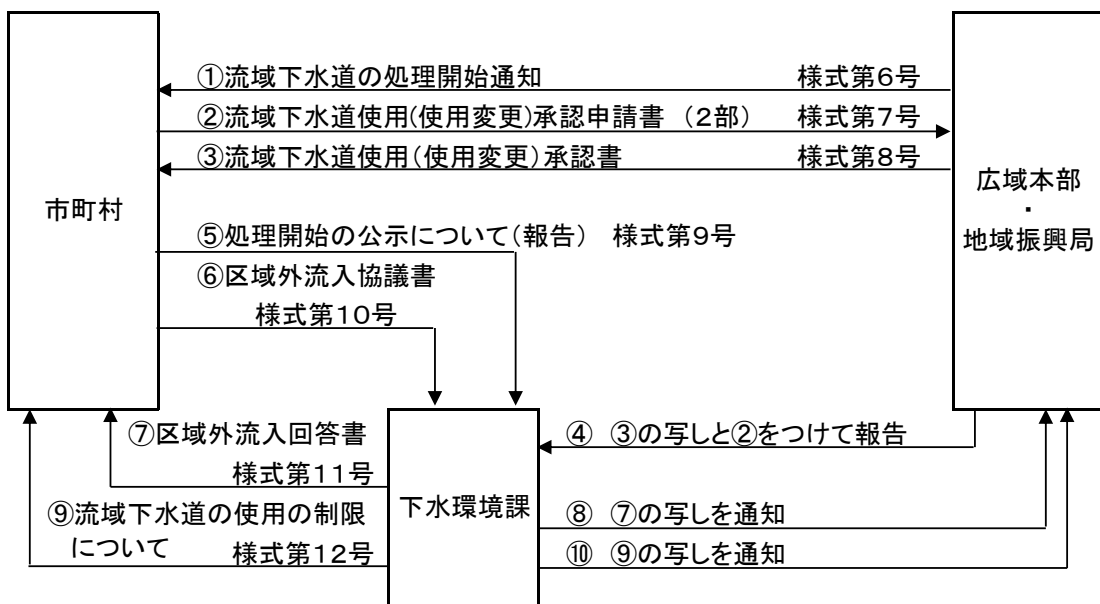 ①流域下水道の処理開始通知 様式第6号
②流域下水道使用(使用変更)承認申請書 (2部) 様式第7号
③流域下水道使用(使用変更)承認書 様式第8号
市町村
広域本部
・
地域振興局
⑤処理開始の公示について(報告) 様式第9号
⑥区域外流入協議書
様式第10号
⑦区域外流入回答書
様式第11号
④ ③の写しと②をつけて報告
下水環境課
⑨流域下水道の使用の制限
について 様式第12号
⑧ ⑦の写しを通知
⑩ ⑨の写しを通知